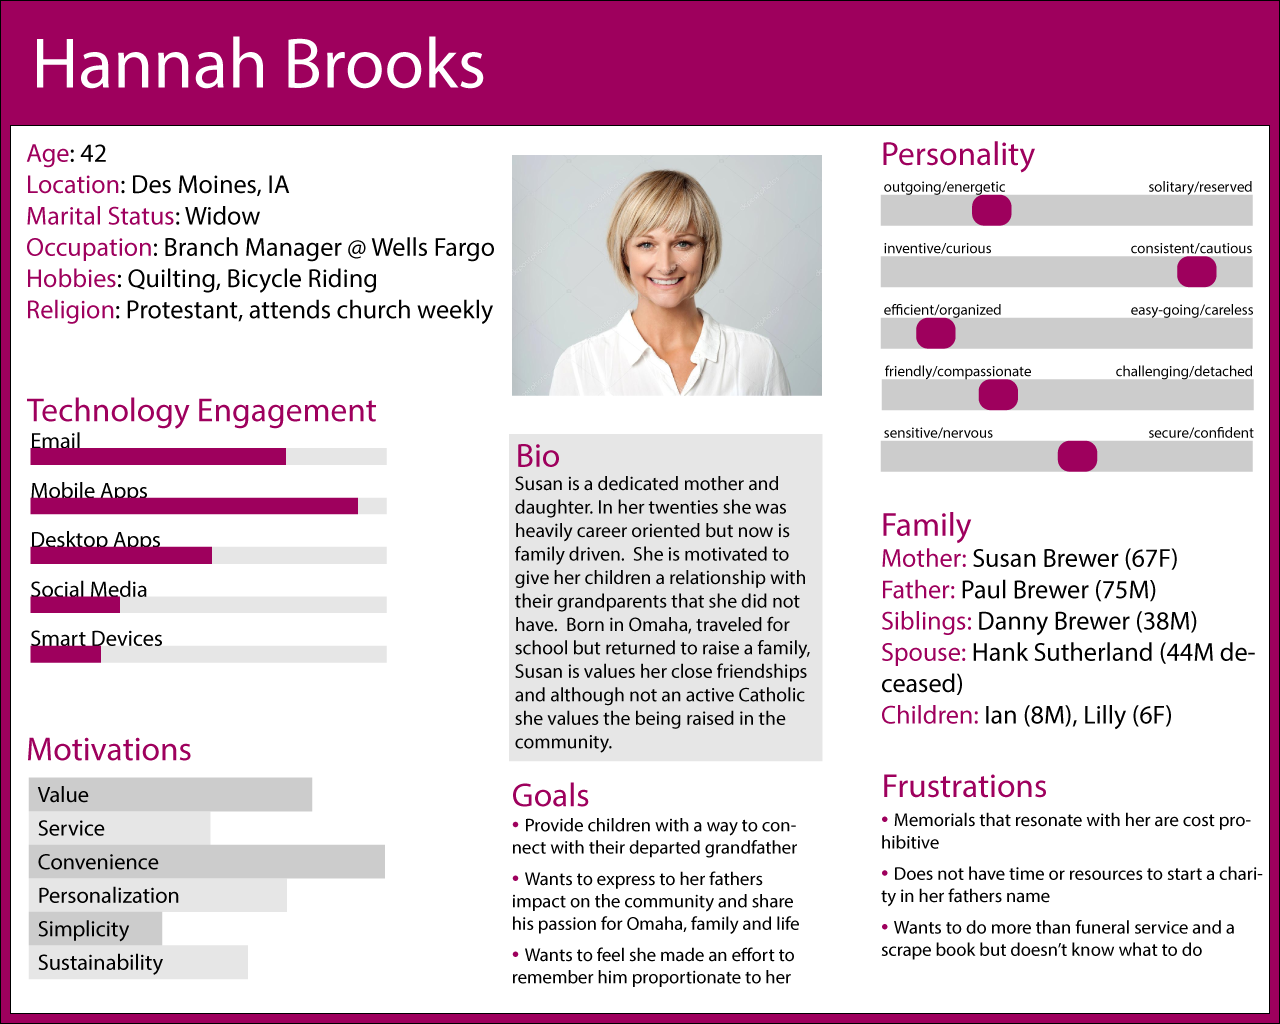 Hannah Brooks
Age: 42
Location: Des Moines, IA
Marital Status: Widow
Occupation: Branch Manager @ Wells Fargo
Hobbies: Quilting, Bicycle Riding
Religion: Protestant, attends church weekly
Technology Engagement
Email
Mobile Apps
Desktop Apps
Social Media
Smart Devices
Motivations
Value
Service
Convenience
Personalization
Simplicity
Sustainability
Bio
Susan is a dedicated mother and
daughter. In her twenties she was
heavily career oriented but now is
family driven.  She is motivated to
give her children a relationship with
their grandparents that she did not
have.  Born in Omaha, traveled for
school but returned to raise a family,
Susan is values her close friendships
and although not an active Catholic
she values the being raised in the
community.
Goals
• Provide children with a way to con-
nect with their departed grandfather
• Wants to express to her fathers
impact on the community and share
his passion for Omaha, family and life
• Wants to feel she made an effort to
remember him proportionate to her
Personality
outgoing/energetic solitary/reserved
inventive/curious consistent/cautious
efficient/organized easy-going/careless
friendly/compassionate challenging/detached
sensitive/nervous secure/confident
Family
Mother: Susan Brewer (67F)
Father: Paul Brewer (75M)
Siblings: Danny Brewer (38M)
Spouse: Hank Sutherland (44M de-
ceased)
Children: Ian (8M), Lilly (6F)
Frustrations
• Memorials that resonate with her are cost pro-
hibitive
• Does not have time or resources to start a chari-
ty in her fathers name
• Wants to do more than funeral service and a
scrape book but doesn't know what to do